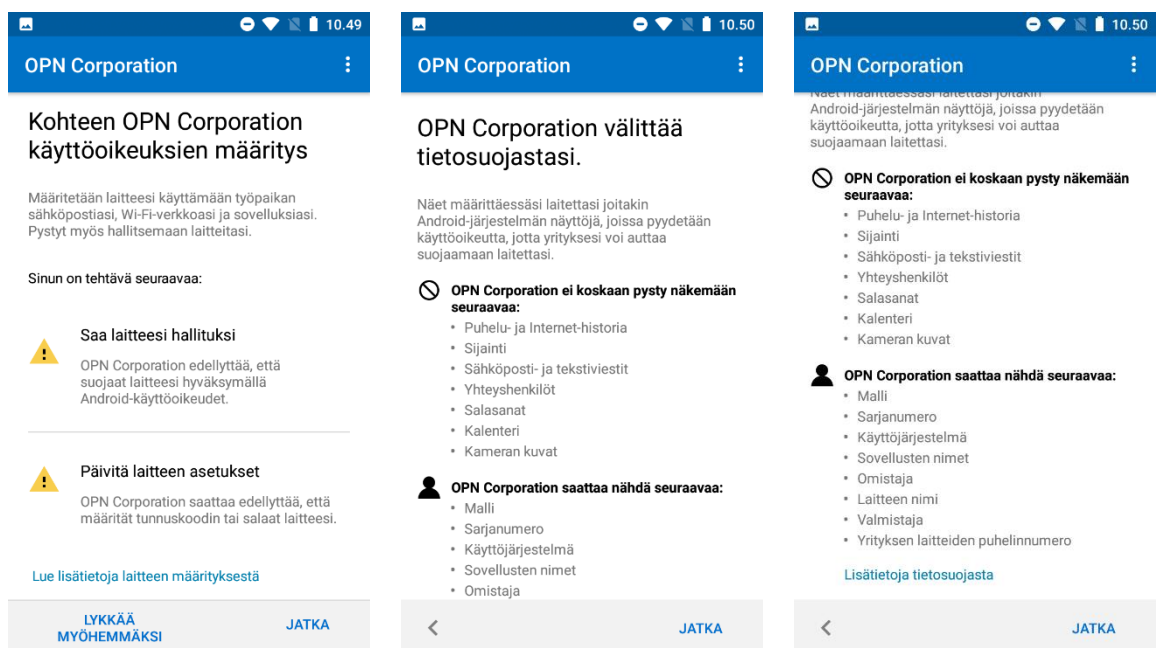 10.49
OPN Corporation
Kohteen OPN Corporation
käyttöoikeuksien määritys
Määritetään laitteesi käyttämään työpaikan
sähköpostiasi, Wi-Fi-verkkoasi ja sovelluksiasi.
Pystyt myös hallitsemaan laitteitasi.
Sinun on tehtävä seuraavaa:
Saa laitteesi hallituksi
OPN Corporation edellyttää, että
suojaat laitteesi hyväksymällä
Android-käyttöoikeudet.
Päivitä laitteen asetukset
OPN Corporation saattaa edellyttää, että
määrität tunnuskoodin tai salaat laitteesi.
Lue lisätietoja laitteen määrityksestä
LYKKÄÄ
MYÖHEMMÄKSI
JATKA
10.50
OPN Corporation
OPN Corporation välittää
tietosuojastasi.
Näet määrittäessäsi laitettasi joitakin
Android-järjestelmän näyttöjä, joissa pyydetään
käyttöoikeutta, jotta yrityksesi voi auttaa
suojaamaan laitettasi.
OPN Corporation ei koskaan pysty näkemään
seuraavaa:
• Puhelu- ja Internet-historia
• Sijainti
• Sähköposti- ja tekstiviestit
• Yhteyshenkilöt
• Salasanat
• Kalenteri
• Kameran kuvat
OPN Corporation saattaa nähdä seuraavaa:
• Malli
• Sarjanumero
• Käyttöjärjestelmä
• Sovellusten nimet
• Omistaja
JATKA
10.50
OPN Corporation
Näet määrittäessäsi laitettasi joitakin
Android-järjestelmän näyttöjä, joissa pyydetään
käyttöoikeutta, jotta yrityksesi voi auttaa
suojaamaan laitettasi.
OPN Corporation ei koskaan pysty näkemään
seuraavaa:
• Puhelu- ja Internet-historia
• Sijainti
• Sähköposti- ja tekstiviestit
• Yhteyshenkilöt
• Salasanat
• Kalenteri
• Kameran kuvat
OPN Corporation saattaa nähdä seuraavaa:
• Malli
• Sarjanumero
• Käyttöjärjestelmä
• Sovellusten nimet
• Omistaja
• Laitteen nimi
• Valmistaja
• Yrityksen laitteiden puhelinnumero
Lisätietoja tietosuojasta
JATKA